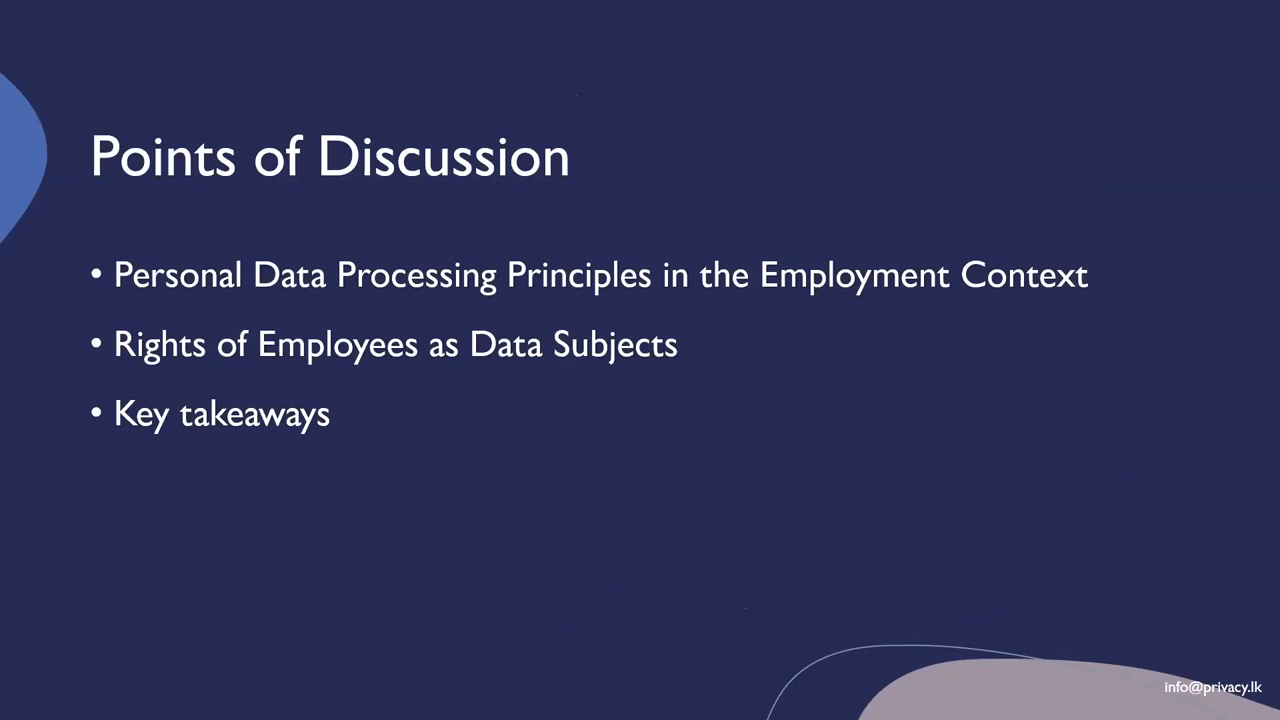 Points of Discussion
• Personal Data Processing Principles in the Employment Context
• Rights of Employees as Data Subjects
• Key takeaways
info@privacy.lk